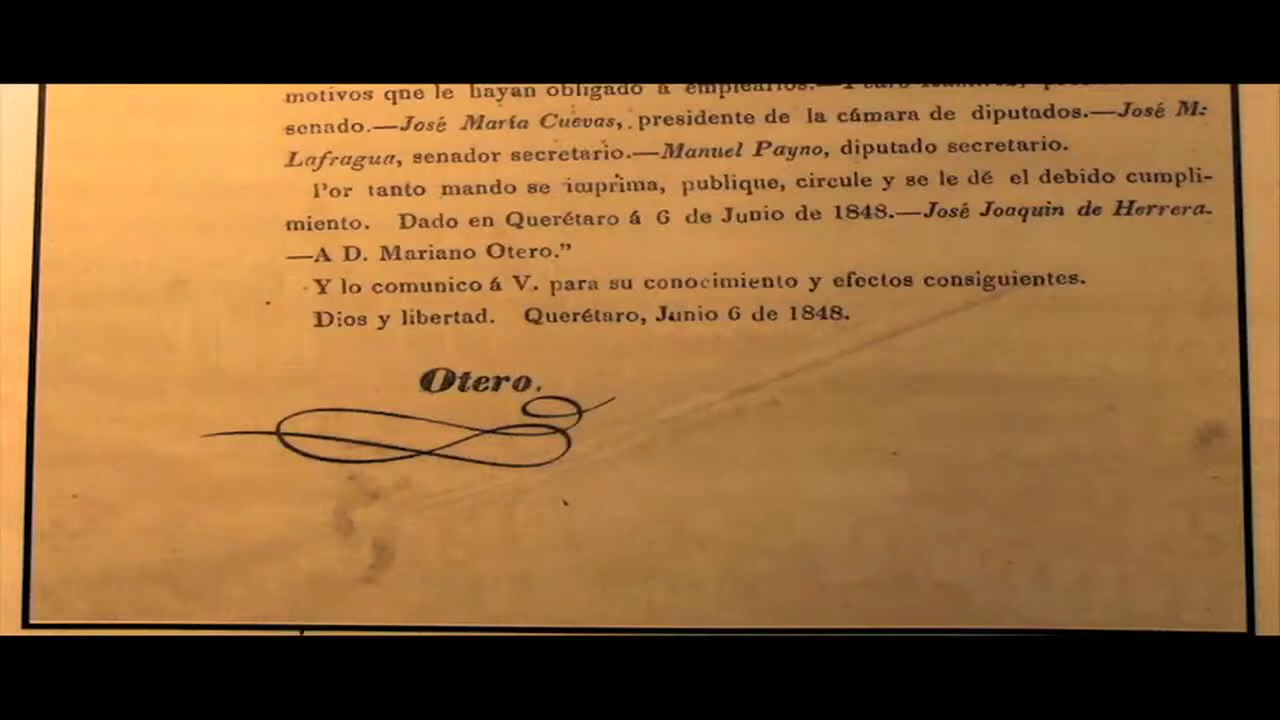 motivos qne le hayan obligado á emplearlos.—
senado.—José María Cuevas, presidente de la cámara de diputados.—José M.
Lafragua, senador secretario.—Manuel Payno, diputado secretario.
Por tanto mando se imprima, publique, circule y se le dé el debido cumpli-
miento. Dado en Querétaro á 6 de Junio de 1848.—José Joaquin de Herrera.
—A D. Mariano Otero.”
Y lo comunico á V. para su conocimiento y efectos consiguientes.
Dios y libertad. Querétaro, Junio 6 de 1848.
Otero.